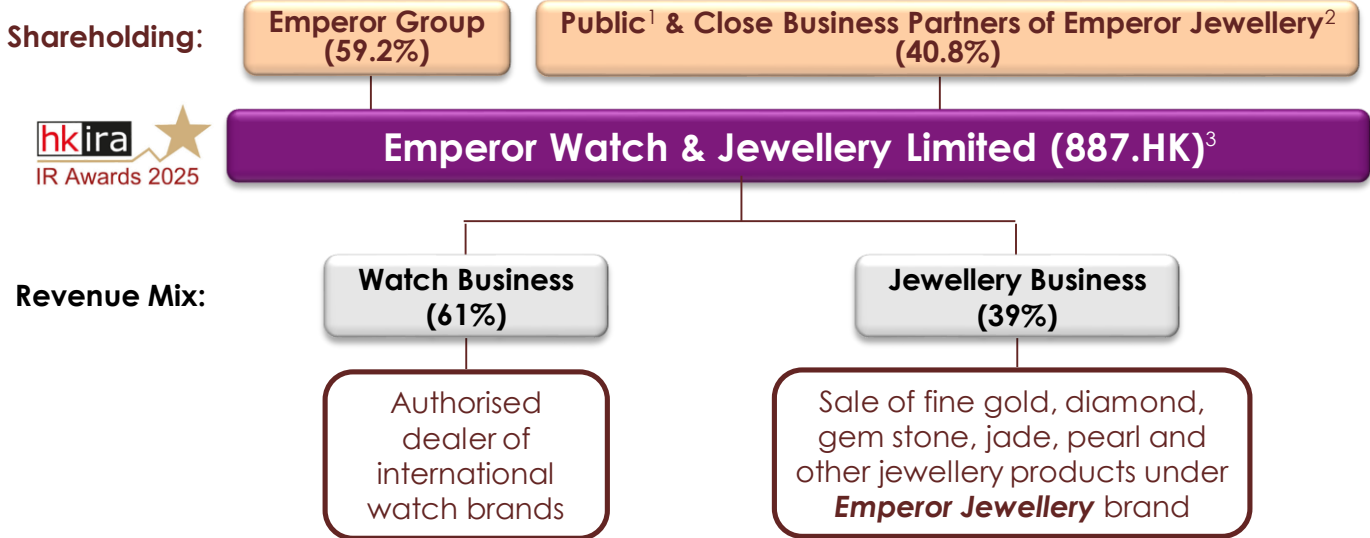 Shareholding:
Emperor Group
(59.2%)
Public¹ & Close Business Partners of Emperor Jewellery²
(40.8%)
hkira
IR Awards 2025
Emperor Watch & Jewellery Limited (887.HK)³
Revenue Mix:
Watch Business
(61%)
Jewellery Business
(39%)
Authorised
dealer of
international
watch brands
Sale of fine gold, diamond,
gem stone, jade, pearl and
other jewellery products under
Emperor Jewellery brand